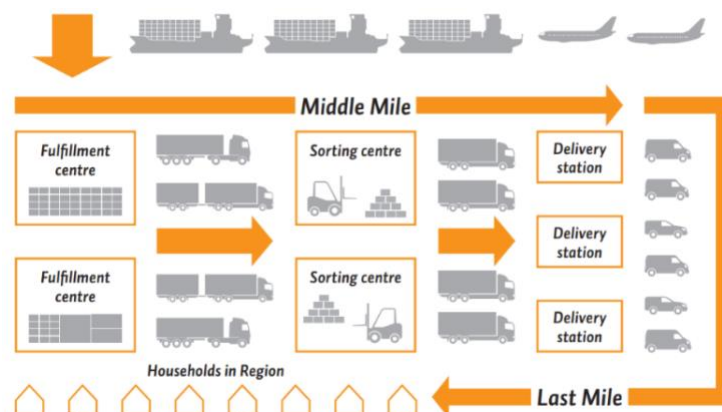 Middle Mile
Fulfillment
centre
Sorting centre
Delivery
station
Delivery
station
Fulfillment
centre
Sorting centre
Delivery
station
Households in Region
Last Mile